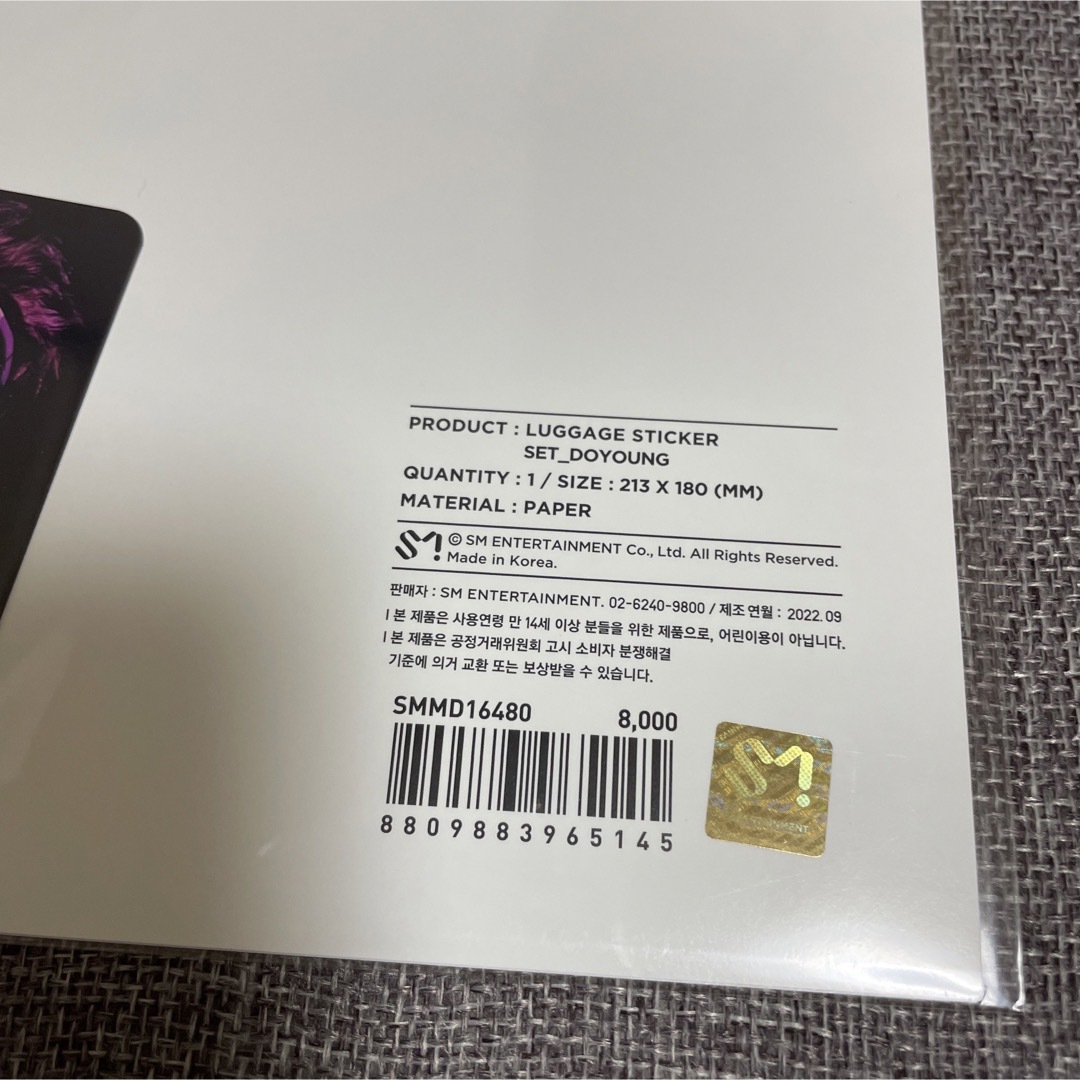 PRODUCT : LUGGAGE STICKER
SET_DOYOUNG
QUANTITY : 1 / SIZE : 213 X 180 (MM)
MATERIAL : PAPER
SM! © SM ENTERTAINMENT Co., Ltd. All Rights Reserved.
Made in Korea.
판매자 : SM ENTERTAINMENT. 02-6240-9800 / 제조연월 : 2022.09
I 본 제품은 사용연령 만 14세 이상 분들을 위한 제품으로, 어린이용이 아닙니다.
I 본 제품은 공정거래위원회 고시 소비자 분쟁해결
기준에 의거 교환 또는 보상받을 수 있습니다.
SMMD16480 8,000
8809883965145
SM!